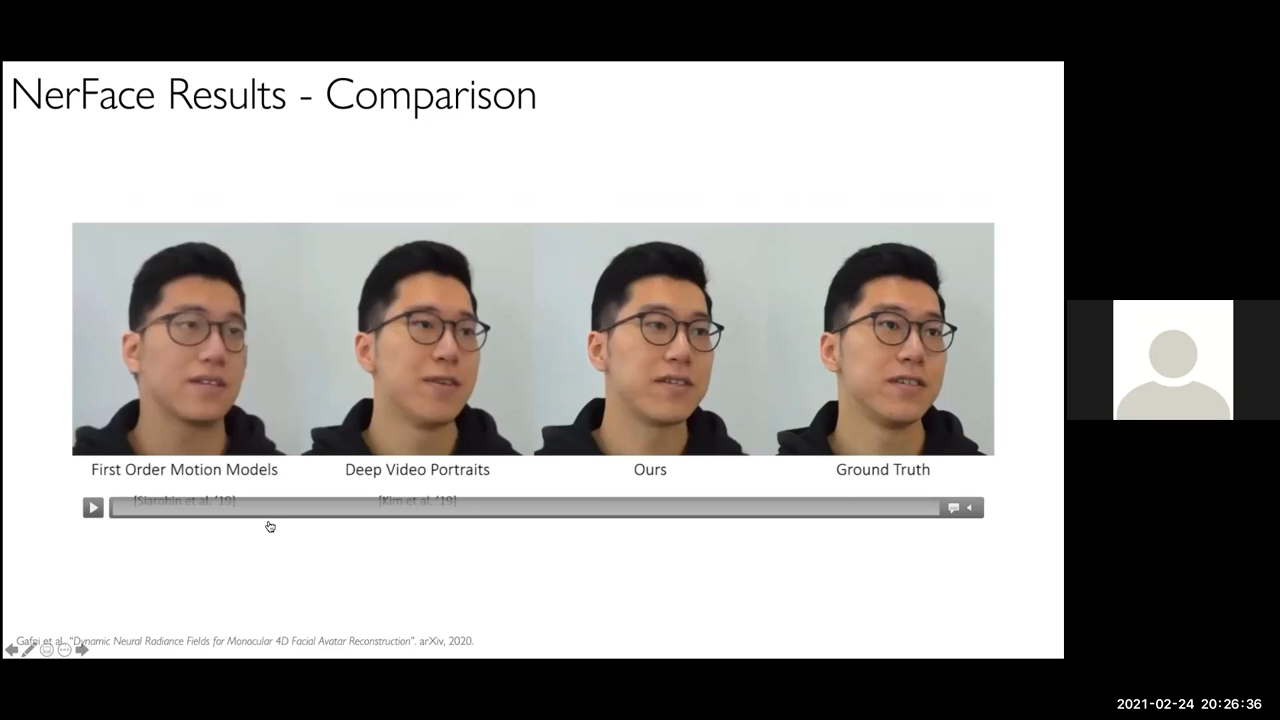 NerFace Results - Comparison
First Order Motion Models
Deep Video Portraits
Ours
Ground Truth
[Siarohin et al. '19]
[Kim et al. '19]
Gafni et al. "Dynamic Neural Radiance Fields for Monocular 4D Facial Avatar Reconstruction". arXiv, 2020.
2021-02-24 20:26:36